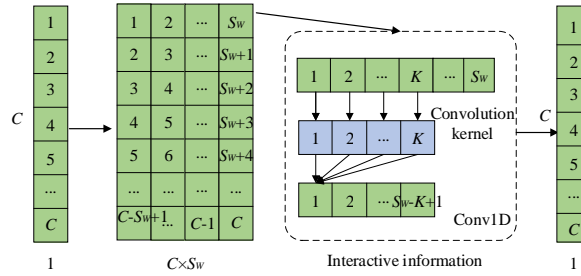 1 1 2 ... Sw 1
2 2 3 ... Sw+1 1 2 ... K ... Sw 2
3 3 4 ... Sw+2 3
C 4 4 5 ... Sw+3 1 2 ... K Convolution kernel C 4
5 5 6 ... Sw+4 5
... ... ... ... ... 1 2 ... Sw-K+1 ...
C C-Sw+1 ... C-1 C Conv1D C
1 C×Sw Interactive information 1